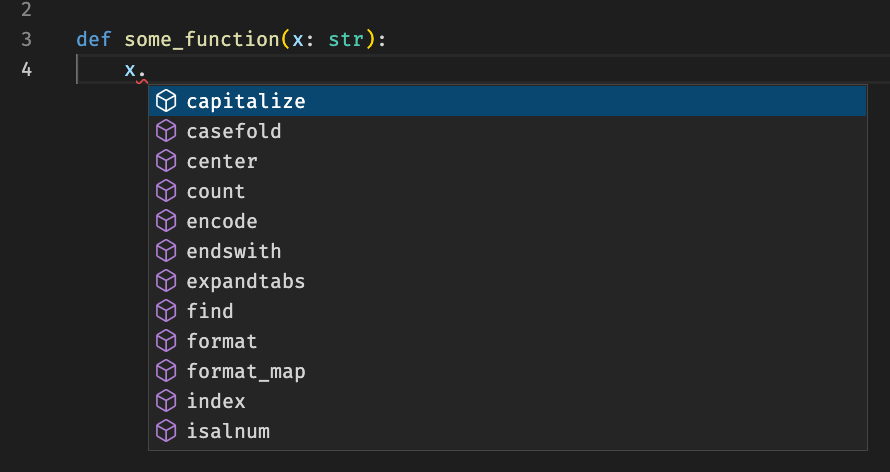 2
3 def some_function(x: str):
4 x.
capitalize
casefold
center
count
encode
endswith
expandtabs
find
format
format_map
index
isalnum